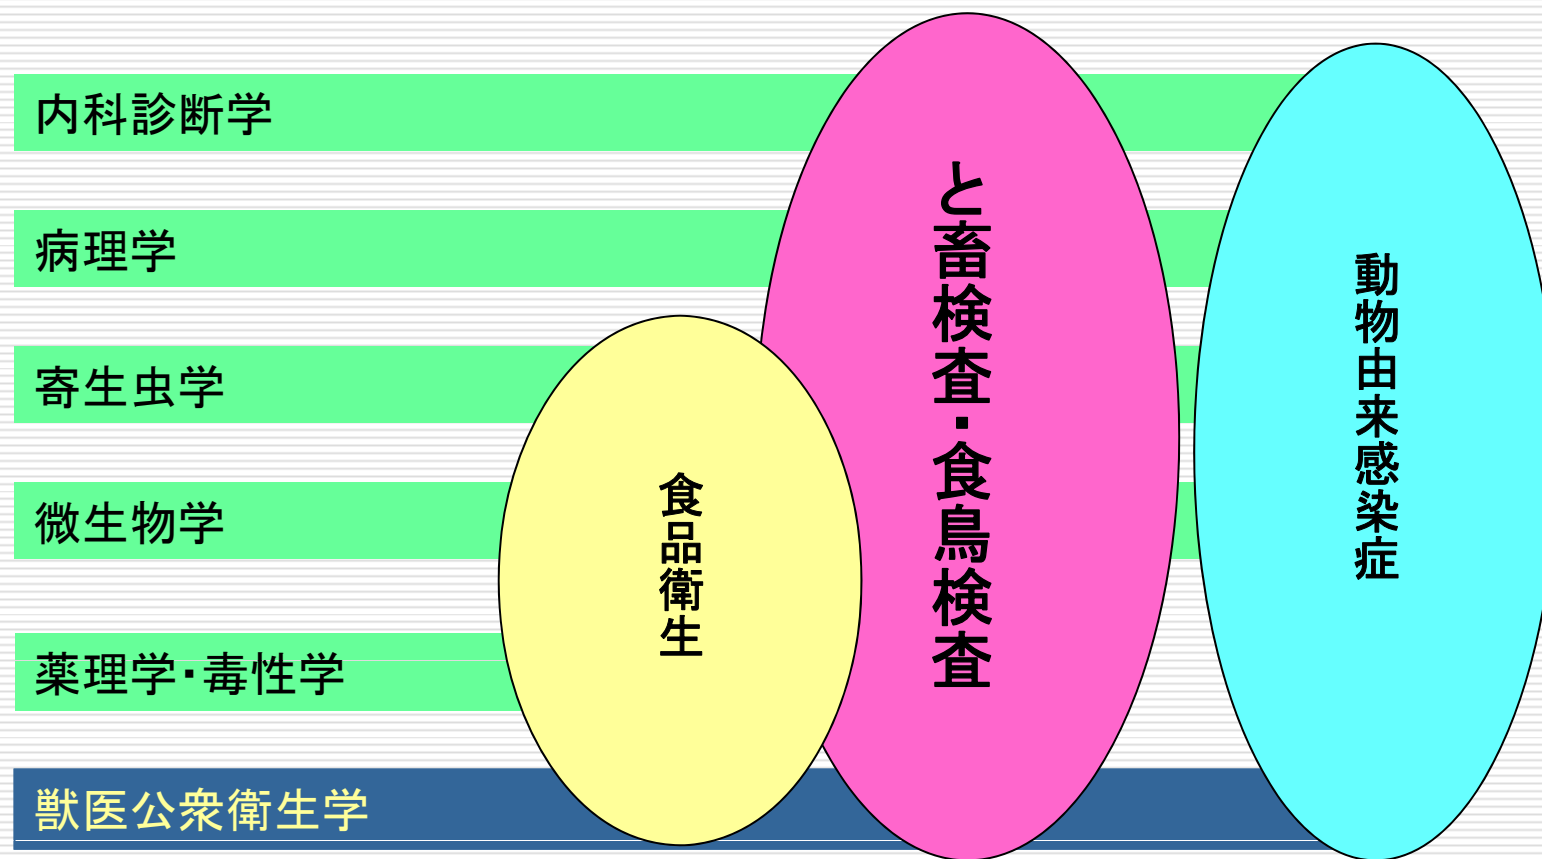 内科診断学
病理学
寄生虫学
微生物学
薬理学・毒性学
獣医公衆衛生学
食品衛生
と畜検査・食鳥検査
動物由来感染症